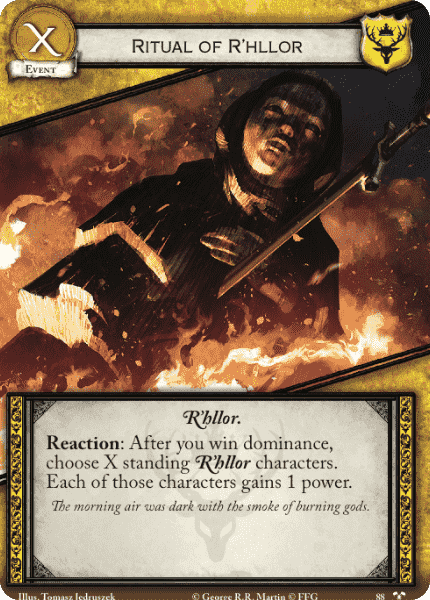 X
RITUAL OF R'HLLOR
EVENT
R'hllor.
Reaction: After you win dominance,
choose X standing R'hllor characters.
Each of those characters gains 1 power.
The morning air was dark with the smoke of burning gods.
Illus. Tomasz Jedruszek © George R.R. Martin © FFG 88